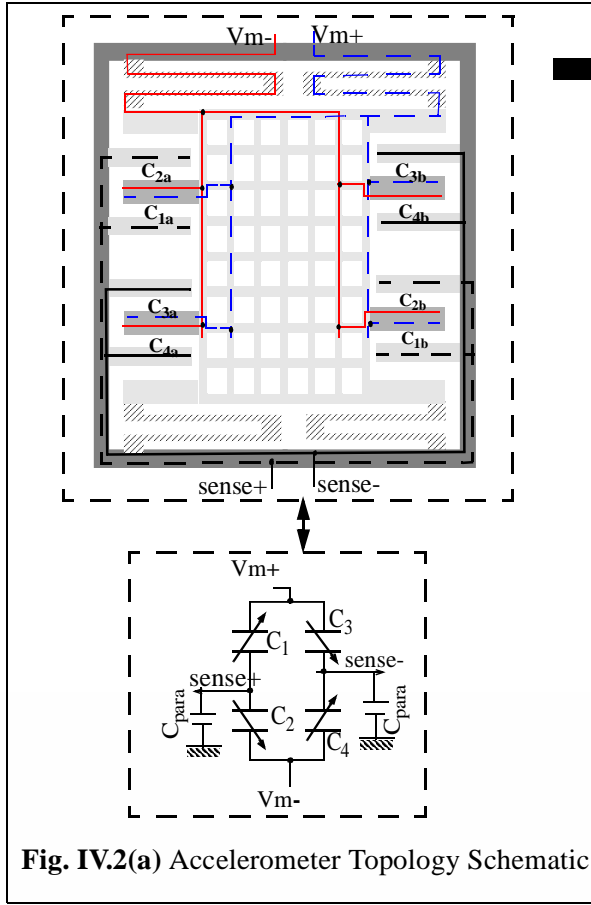 Vm- Vm+
C2a C3b
C1a C4b
C3a C2b
C4a C1b
sense+ sense-
Vm+
C1 C3
sense+ sense-
Cpara C2 C4 Cpara
Vm-
Fig. IV.2(a) Accelerometer Topology Schematic